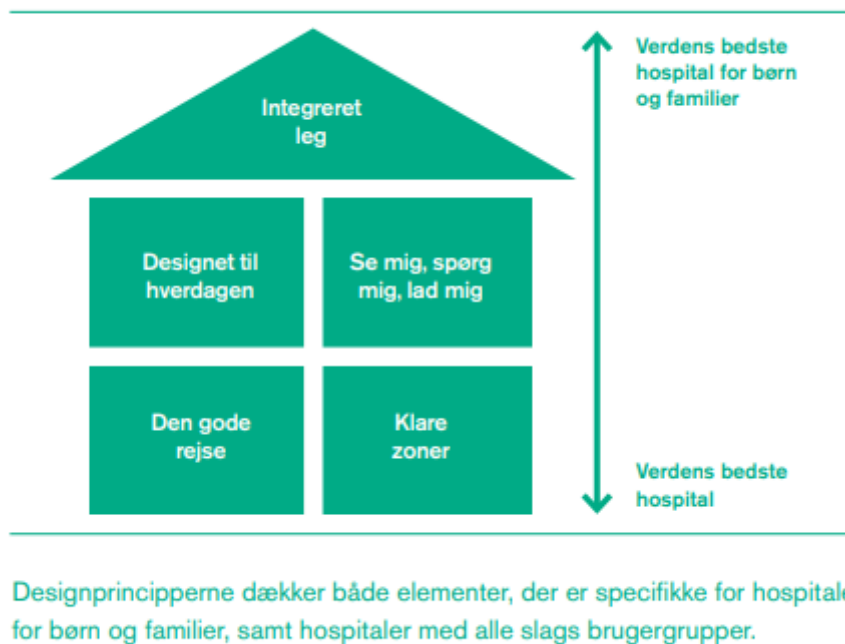 Integreret
leg
Verdens bedste
hospital for børn
og familier
Designet til
hverdagen
Se mig, spørg
mig, lad mig
Den gode
rejse
Klare
zoner
Verdens bedste
hospital
Designprincipperne dækker både elementer, der er specifikke for hospitale
for børn og familier, samt hospitaler med alle slags brugergrupper.